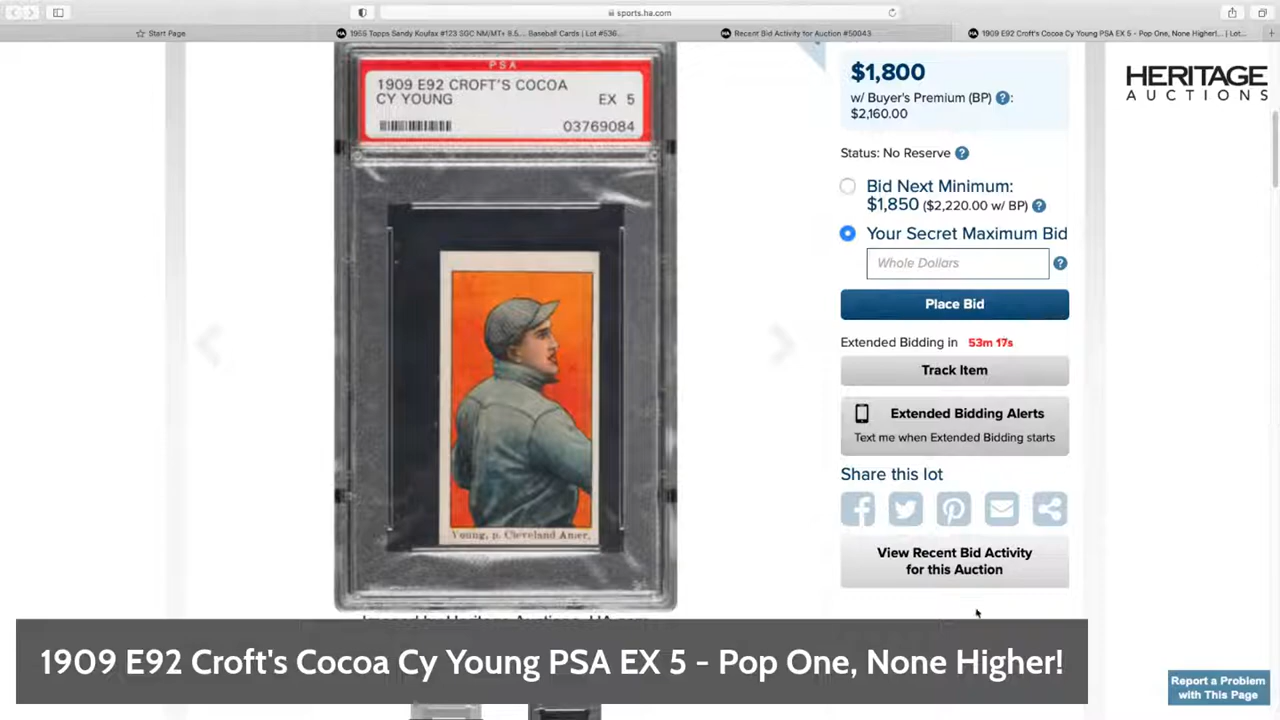 sports.ha.com
Start Page
1955 Topps Sandy Koufax #123 SGC NM/MT+ 8.5... Baseball Cards | Lot #536...
Recent Bid Activity for Auction #50043
1909 E92 Croft's Cocoa Cy Young PSA EX 5 - Pop One, None Higher!... | Lot...
PSA
1909 E92 CROFT'S COCOA
CY YOUNG EX 5
03769084
Young, p. Cleveland Amer.
$1,800
w/ Buyer's Premium (BP) ? :
$2,160.00
Status: No Reserve ?
Bid Next Minimum:
$1,850 ($2,220.00 w/ BP) ?
Your Secret Maximum Bid
Whole Dollars ?
Place Bid
Extended Bidding in 53m 17s
Track Item
Extended Bidding Alerts
Text me when Extended Bidding starts
Share this lot
View Recent Bid Activity
for this Auction
HERITAGE
AUCTIONS
1909 E92 Croft's Cocoa Cy Young PSA EX 5 - Pop One, None Higher!
Report a Problem
with This Page